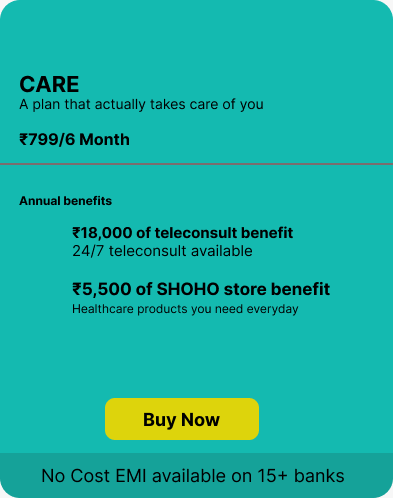 CARE
A plan that actually takes care of you
₹799/6 Month
Annual benefits
₹18,000 of teleconsult benefit
24/7 teleconsult available
₹5,500 of SHOHO store benefit
Healthcare products you need everyday
Buy Now
No Cost EMI available on 15+ banks